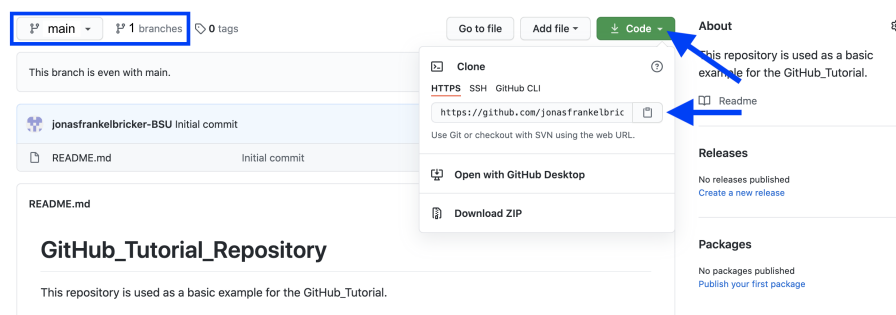 main
1 branches
0 tags
Go to file
Add file
Code
This branch is even with main.
jonasfrankelbricker-BSU Initial commit
README.md Initial commit
Clone
HTTPS SSH GitHub CLI
https://github.com/jonasfrankelbric
Use Git or checkout with SVN using the web URL.
Open with GitHub Desktop
Download ZIP
README.md
GitHub_Tutorial_Repository
This repository is used as a basic example for the GitHub_Tutorial.
About
This repository is used as a basic
example for the GitHub_Tutorial.
Readme
Releases
No releases published
Create a new release
Packages
No packages published
Publish your first package